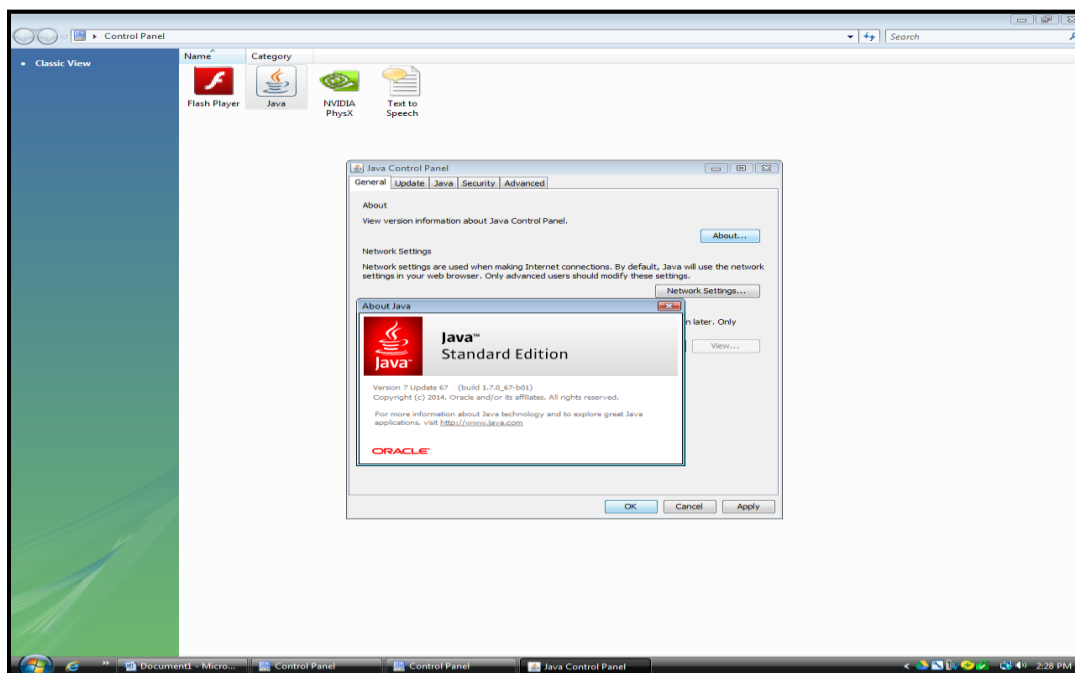 Control Panel
Search
Classic View
Name
Category
Flash Player
Java
NVIDIA
PhysX
Text to
Speech
Java Control Panel
General
Update
Java
Security
Advanced
About
View version information about Java Control Panel.
About...
Network Settings
Network settings are used when making Internet connections. By default, Java will use the network
settings in your web browser. Only advanced users should modify these settings.
Network Settings...
About Java
n later. Only
View...
Java™
Standard Edition
Java™
Version 7 Update 67 (build 1.7.0_67-b01)
Copyright (c) 2014, Oracle and/or its affiliates. All rights reserved.
For more information about Java technology and to explore great Java
applications, visit http://www.java.com
ORACLE
OK
Cancel
Apply
Document1 - Micro...
Control Panel
Control Panel
Java Control Panel
2:28 PM